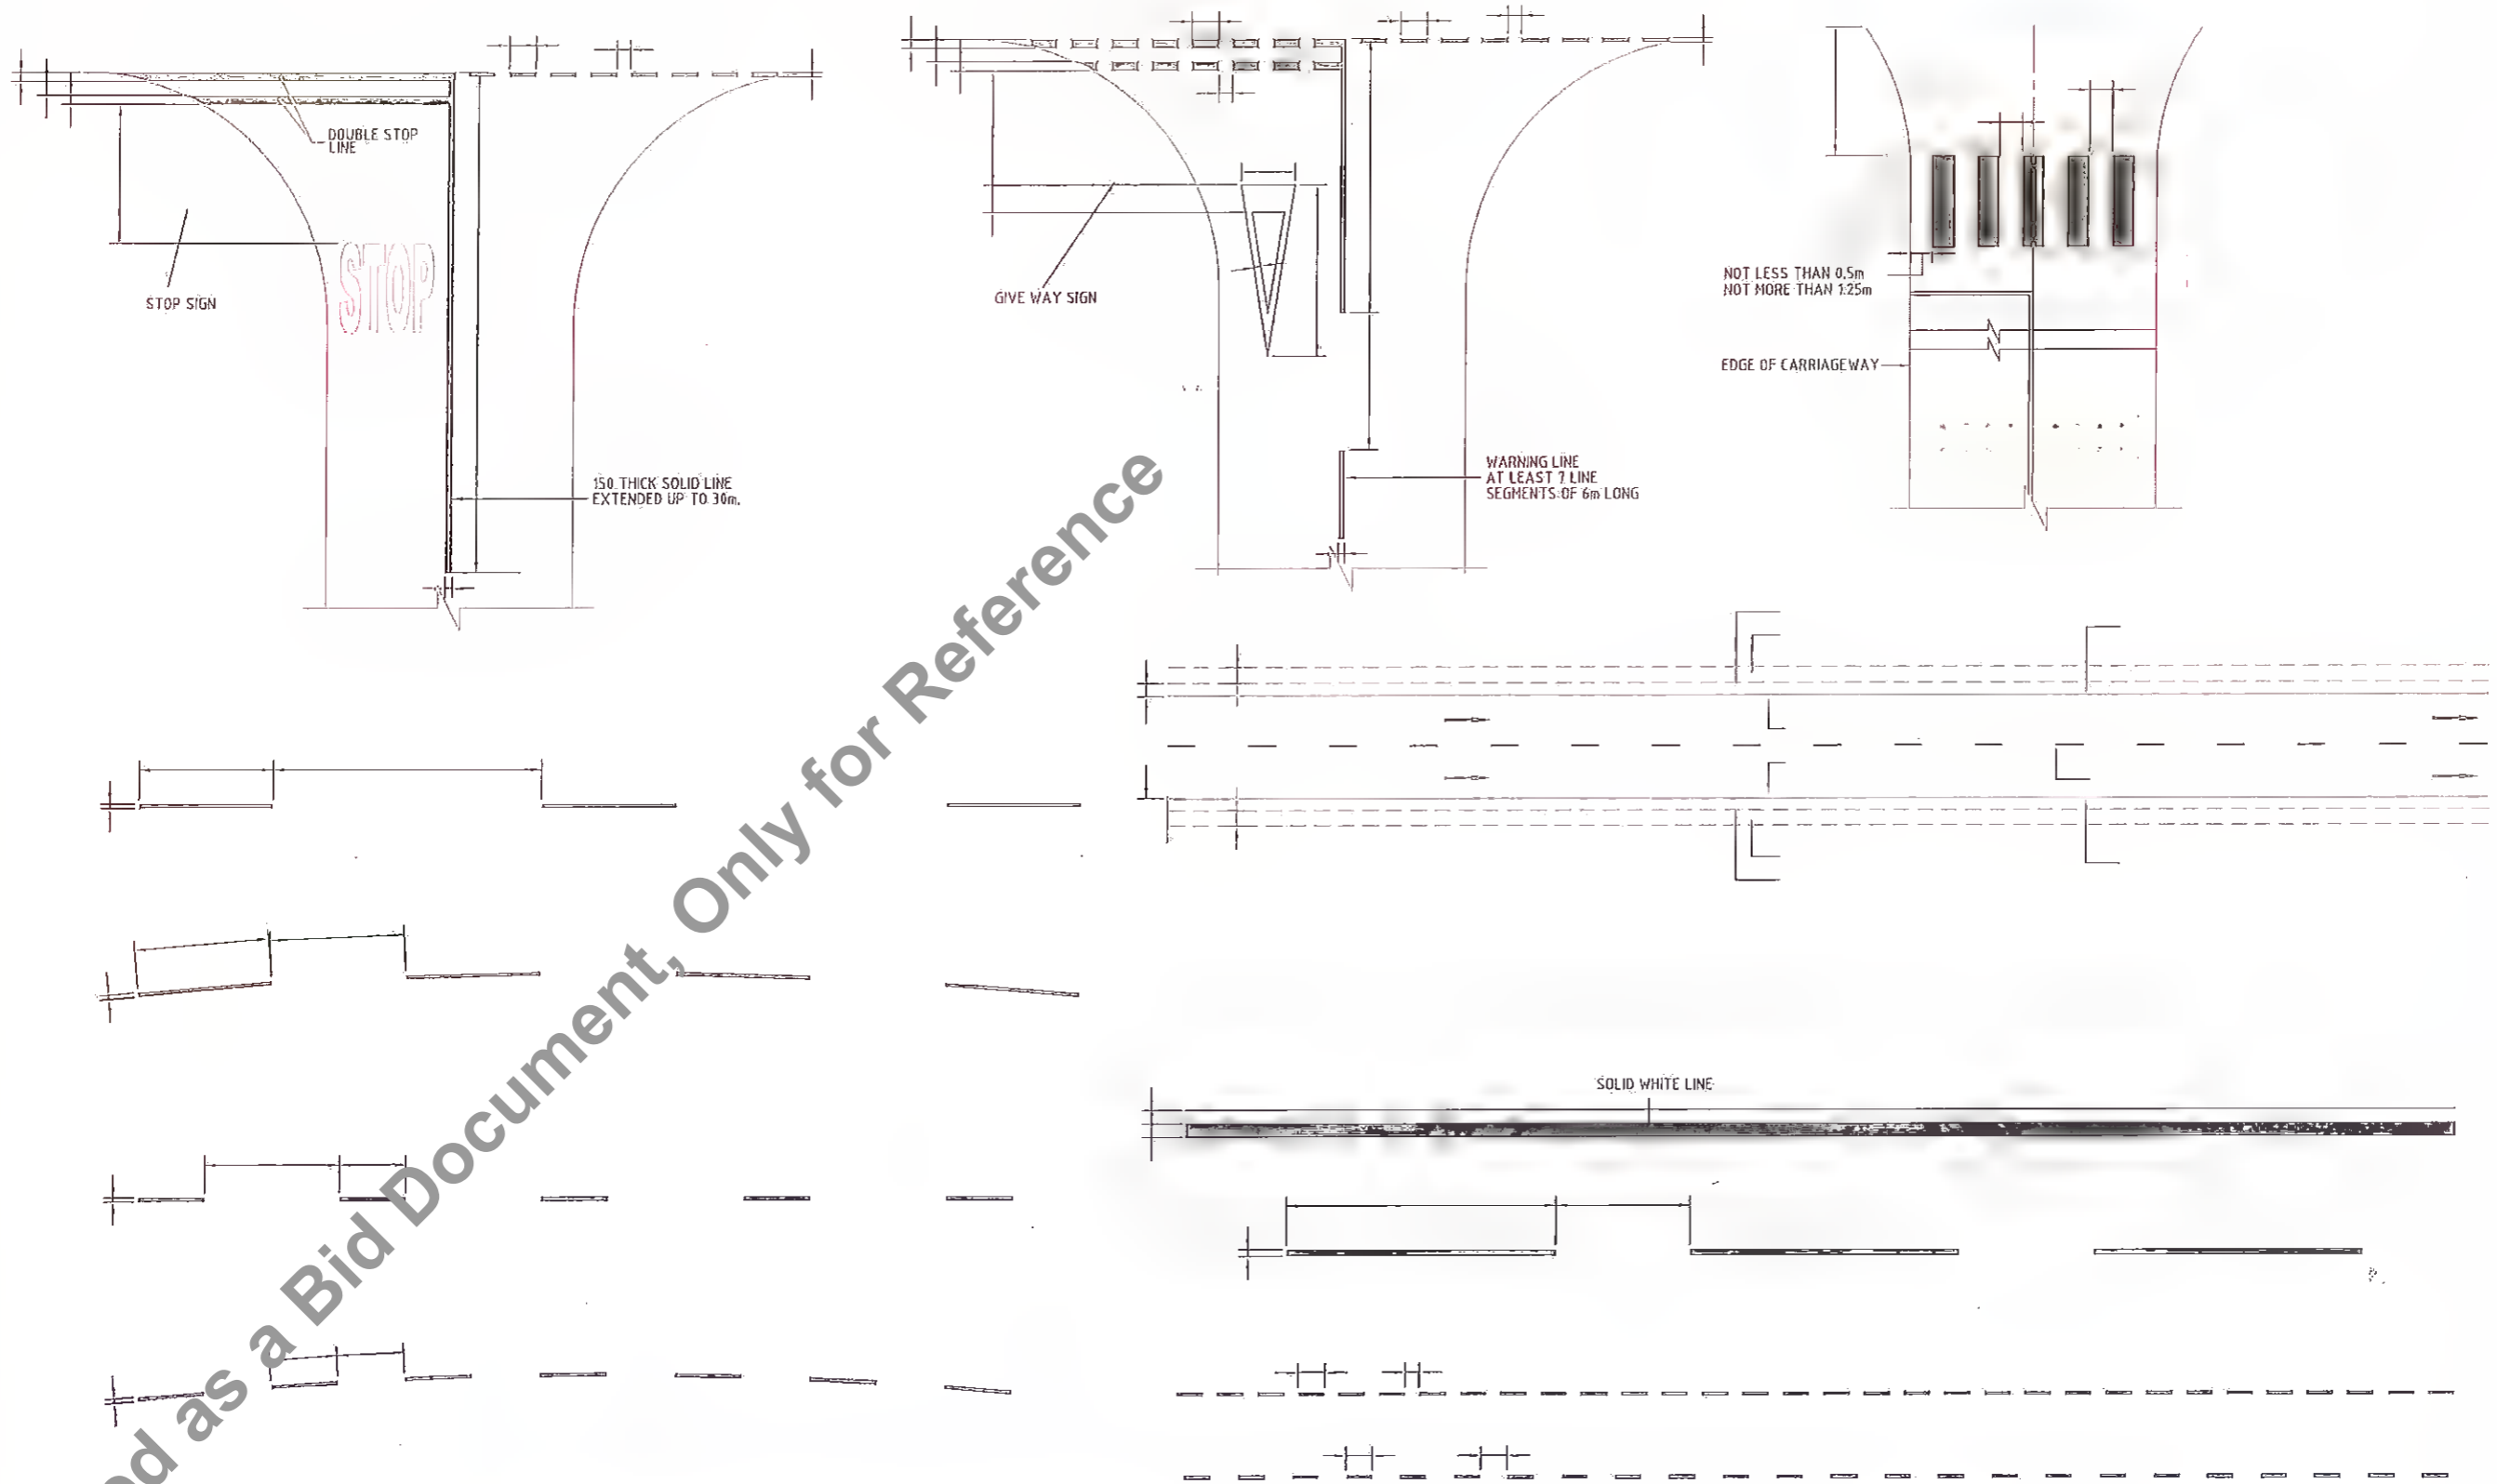 DOUBLE STOP
LINE
STOP SIGN
STOP
150 THICK SOLID LINE
EXTENDED UP TO 30m.
GIVE WAY SIGN
WARNING LINE
AT LEAST 7 LINE
SEGMENTS OF 6m LONG
NOT LESS THAN 0.5m
NOT MORE THAN 1.25m
EDGE OF CARRIAGEWAY
SOLID WHITE LINE
as a Bid Document, Only for Reference